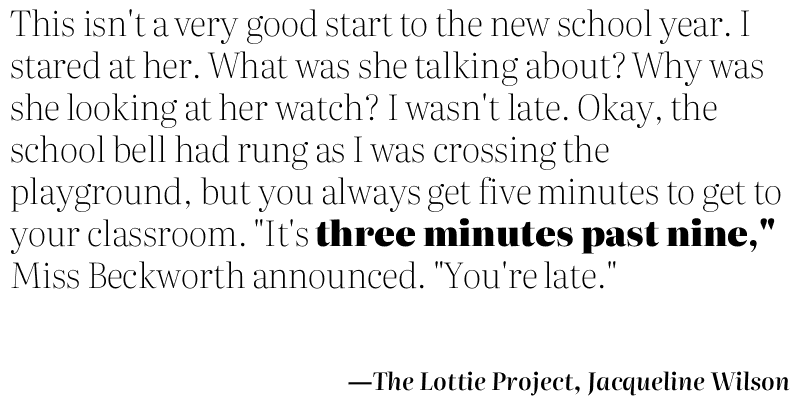 This isn't a very good start to the new school year. I
stared at her. What was she talking about? Why was
she looking at her watch? I wasn't late. Okay, the
school bell had rung as I was crossing the
playground, but you always get five minutes to get to
your classroom. "It's three minutes past nine,"
Miss Beckworth announced. "You're late."
—The Lottie Project, Jacqueline Wilson